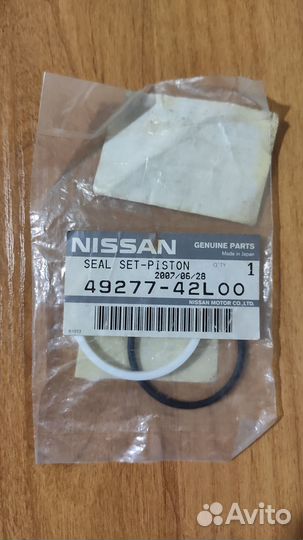 NISSAN GENUINE PARTS
Made in Japan
SEAL SET-PISTON Q'TY 1
2007/06/28
49277-42L00
NISSAN MOTOR CO.,LTD.
Avito